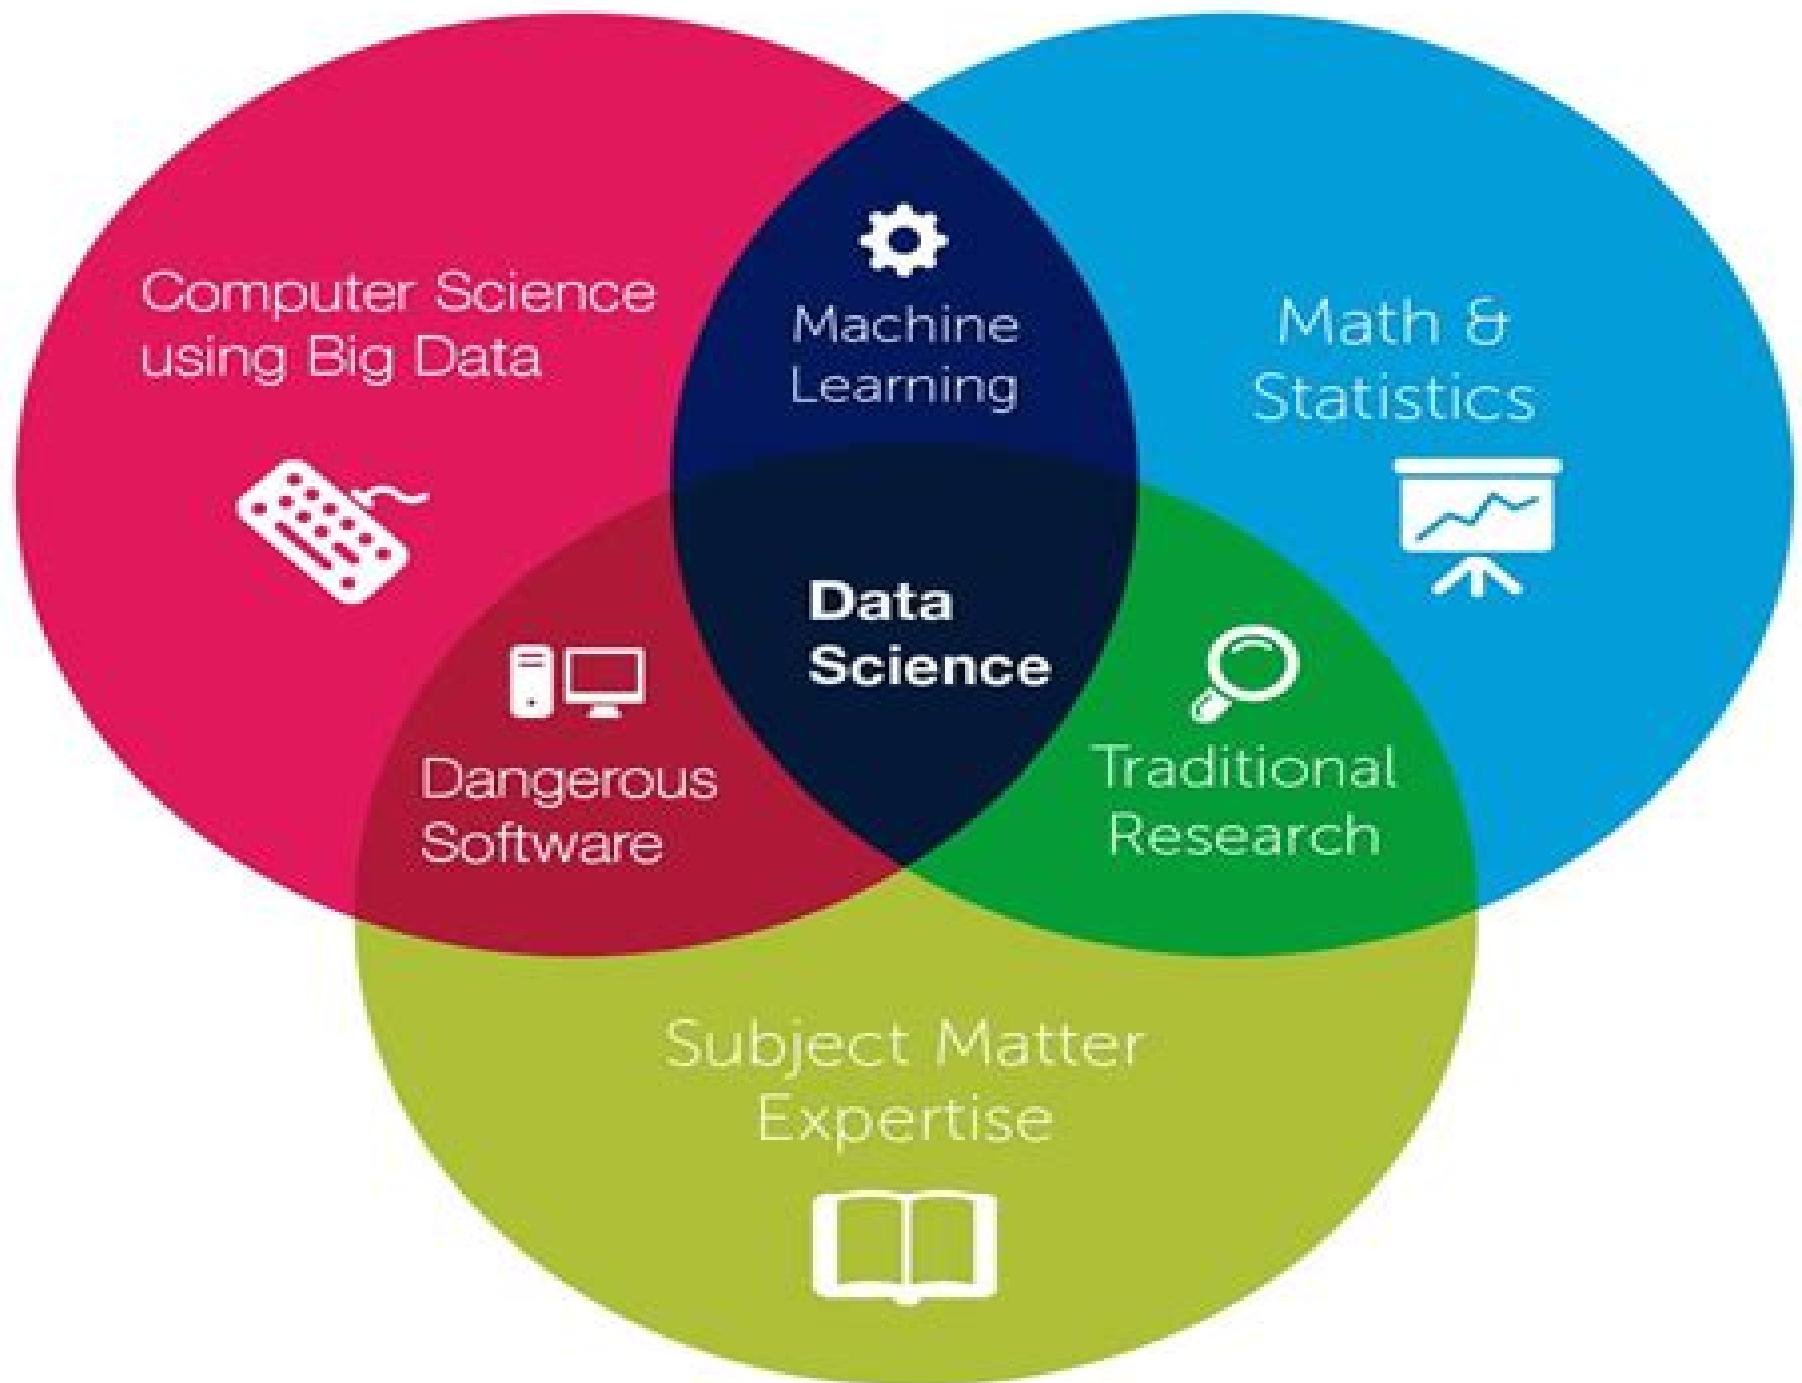 Computer Science
using Big Data
Machine
Learning
Math &
Statistics
Data
Science
Dangerous
Software
Traditional
Research
Subject Matter
Expertise